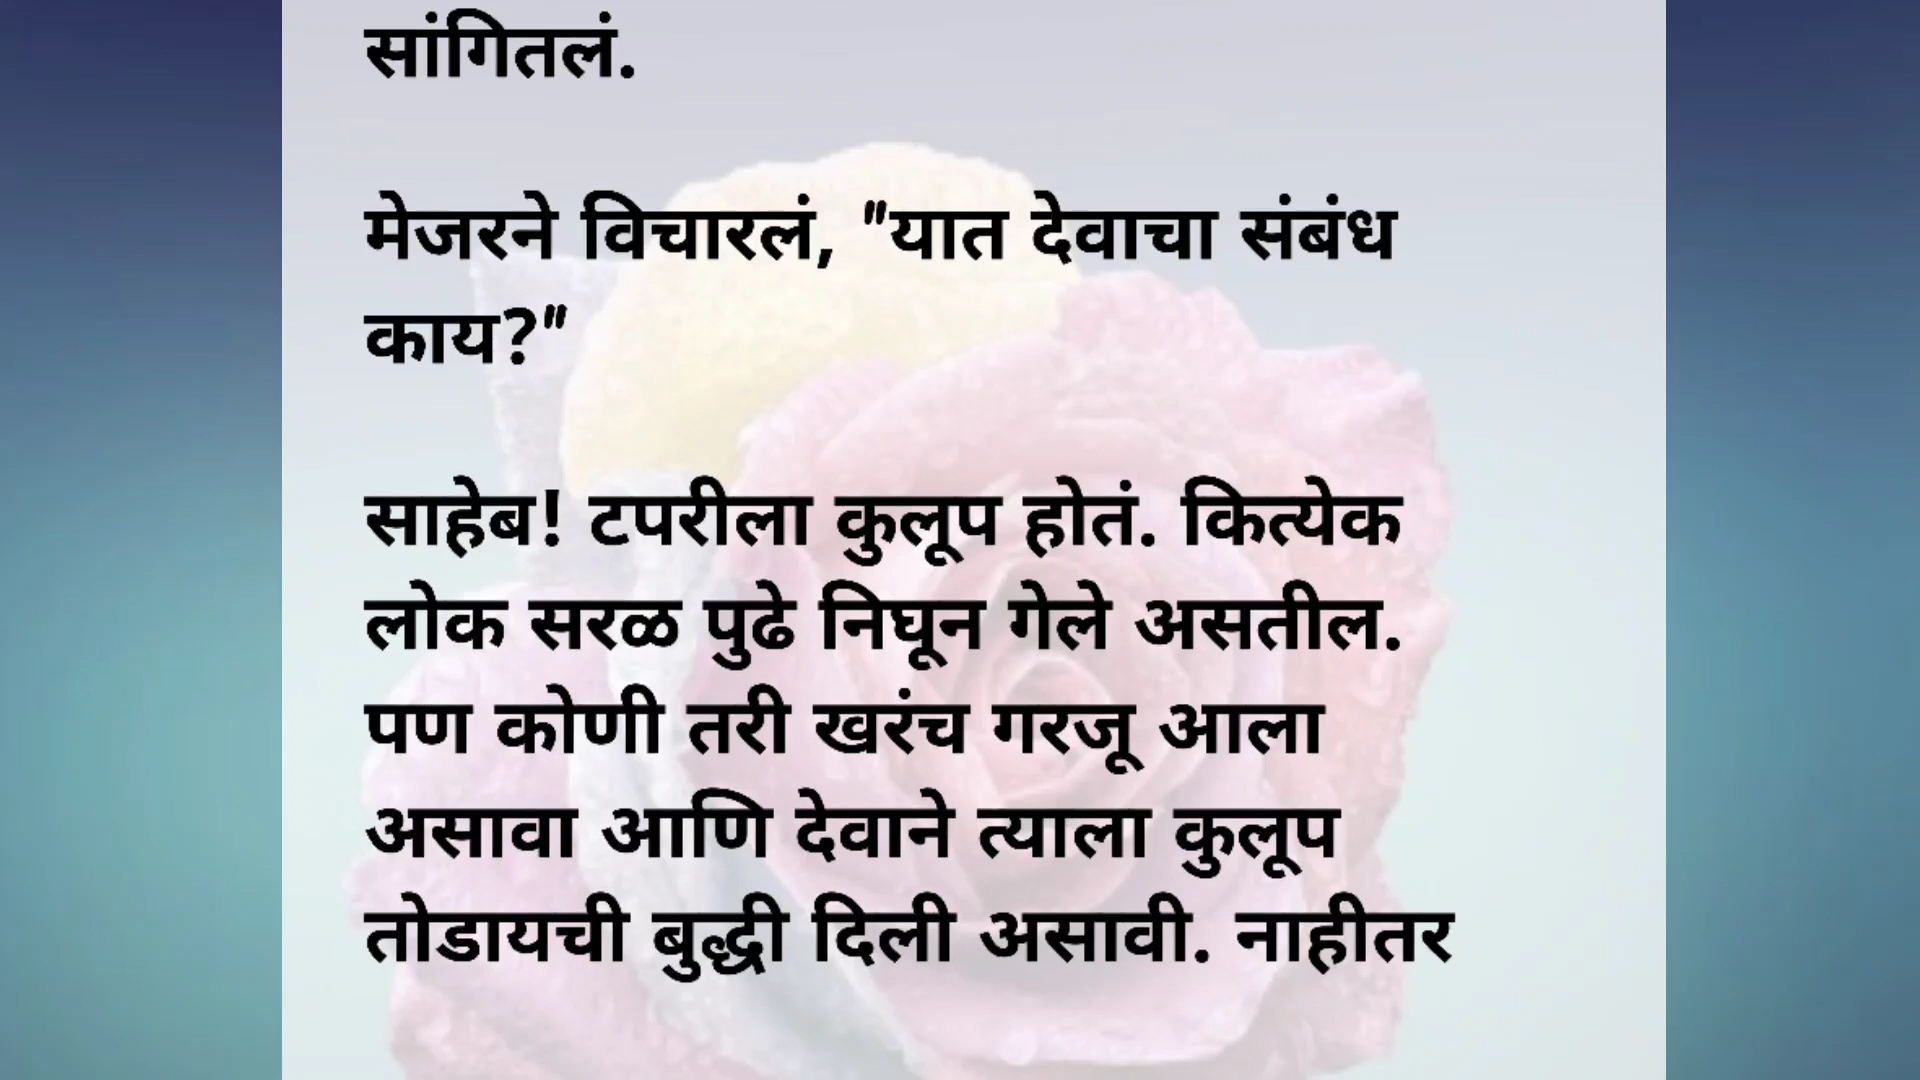 सांगितलं.
मेजरने विचारलं, "यात देवाचा संबंध
काय?"
साहेब! टपरीला कुलूप होतं. कित्येक
लोक सरळ पुढे निघून गेले असतील.
पण कोणी तरी खरंच गरजू आला
असावा आणि देवाने त्याला कुलूप
तोडायची बुद्धी दिली असावी. नाहीतर